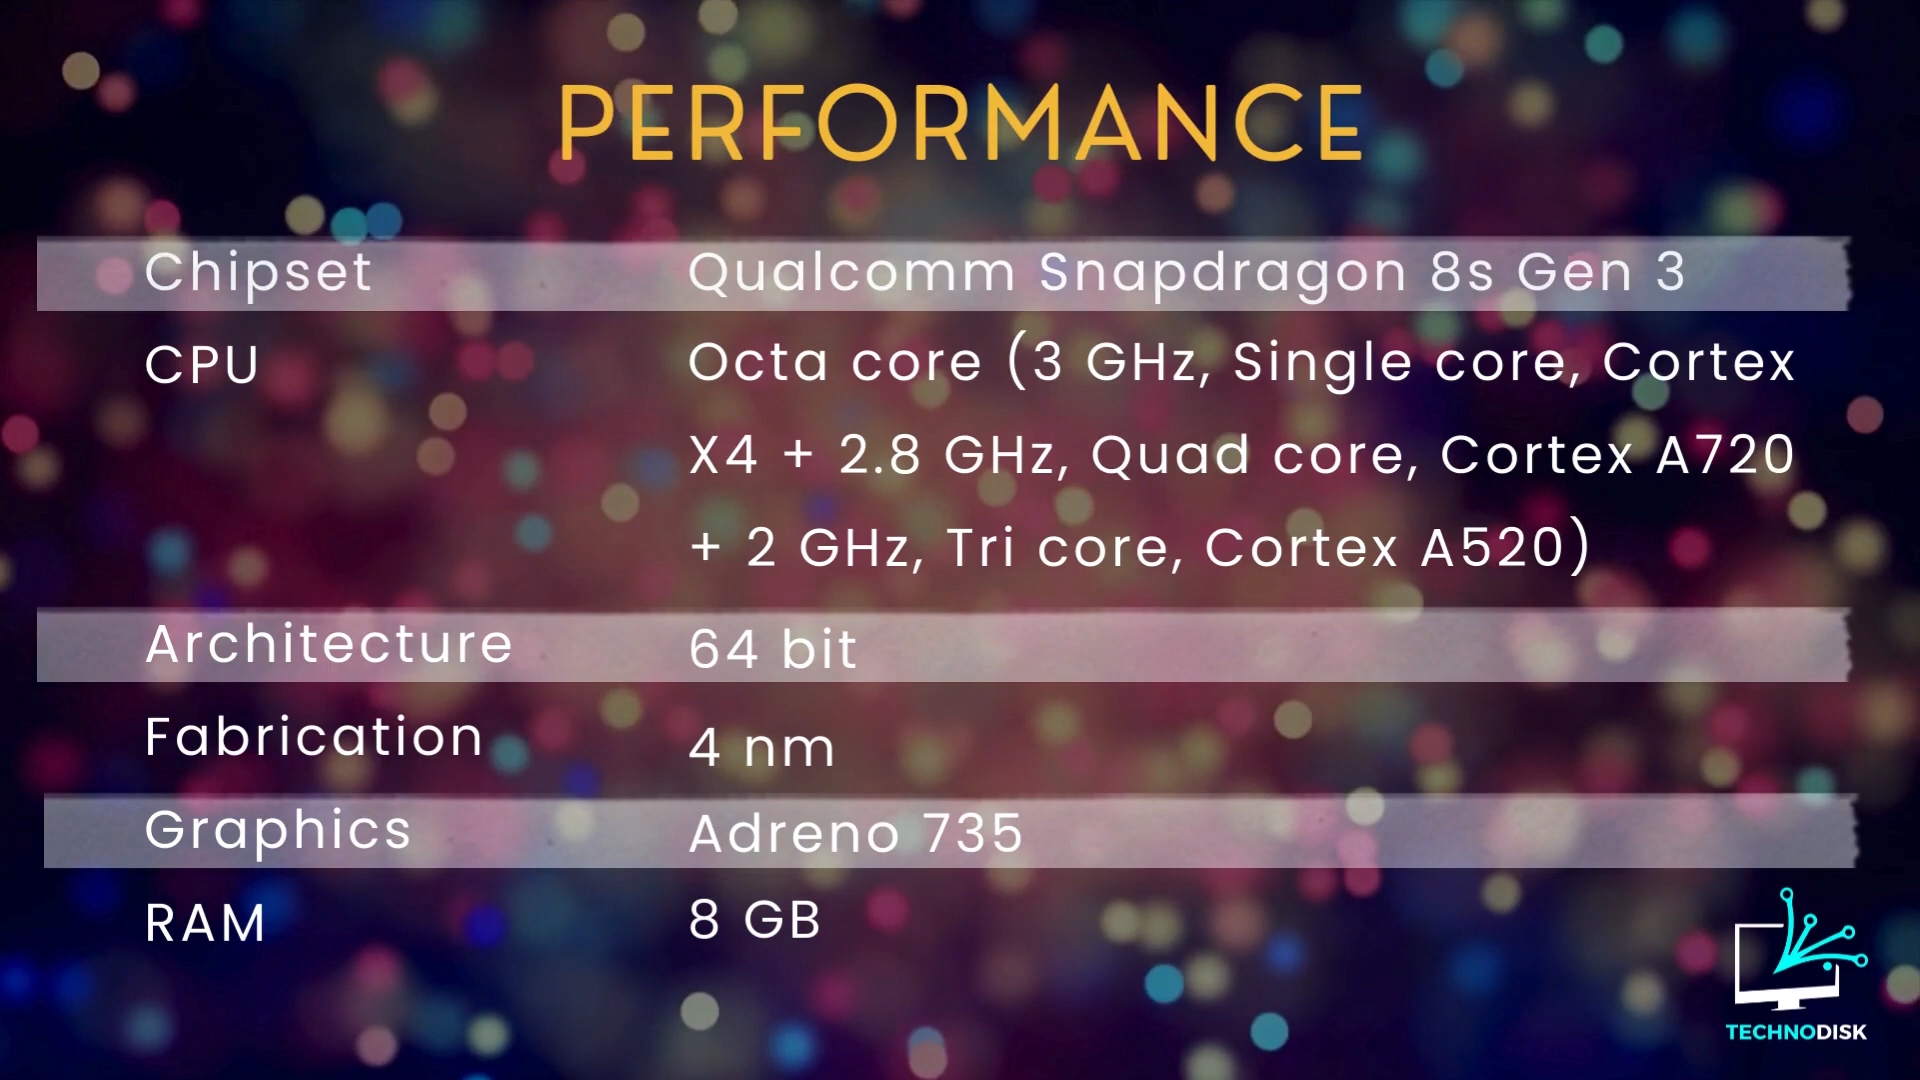 PERFORMANCE
Chipset Qualcomm Snapdragon 8s Gen 3
CPU Octa core (3 GHz, Single core, Cortex
X4 + 2.8 GHz, Quad core, Cortex A720
+ 2 GHz, Tri core, Cortex A520)
Architecture 64 bit
Fabrication 4 nm
Graphics Adreno 735
RAM 8 GB
TECHNODISK